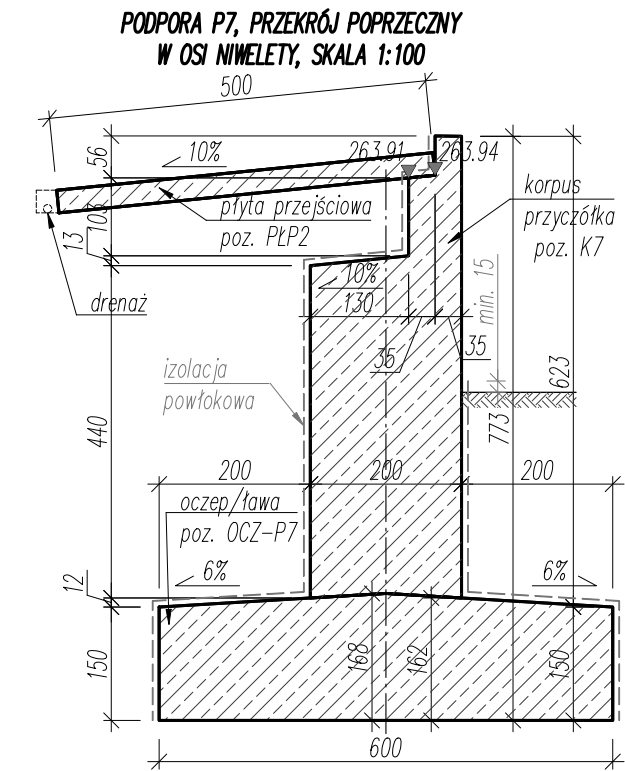 PODPORA P7, PRZEKRÓJ POPRZECZNY
W OSI NIWELETY, SKALA 1:100
500
56
10%
263.91
263.94
korpus
przyczółka
poz. K7
płyta przejściowa
poz. PŁP2
103
13
drenaż
10%
130
35
35
min. 15
izolacja
powłokowa
623
773
440
200
200
200
oczep/ława
poz. OCZ-P7
6%
6%
12
150
168
162
150
600